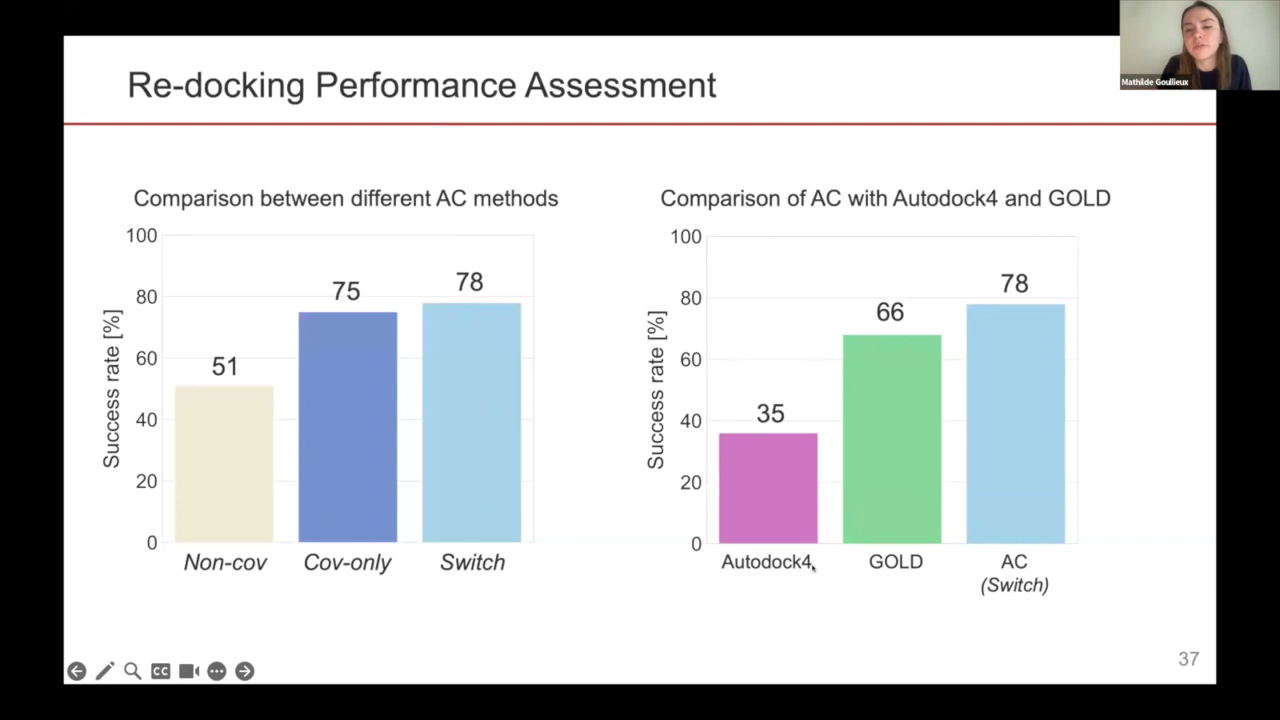 Re-docking Performance Assessment
Mathilde Goullieux
Comparison between different AC methods
Success rate [%]
100
80
60
40
20
0
51
75
78
Non-cov
Cov-only
Switch
Comparison of AC with Autodock4 and GOLD
Success rate [%]
100
80
60
40
20
0
35
66
78
Autodock4
GOLD
AC
(Switch)
CC
37